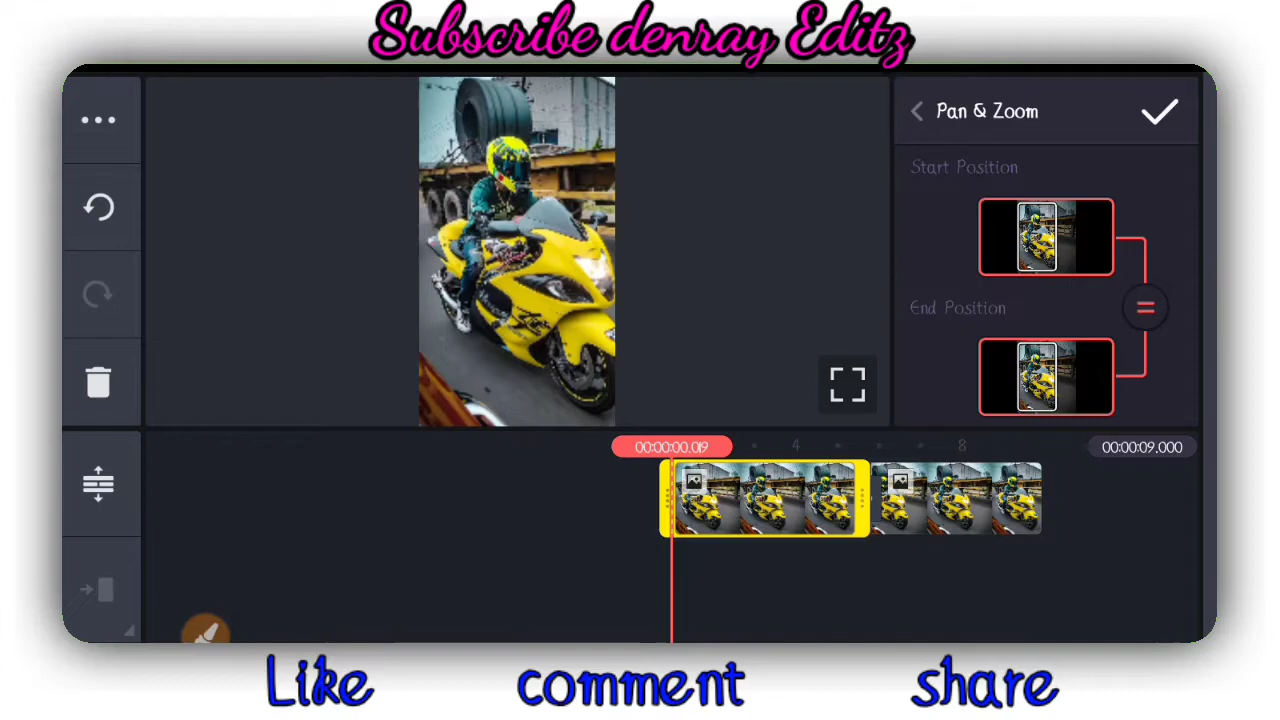 Subscribe denray Editz
Pan & Zoom
Start Position
End Position
=
00:00:00.019
4
8
00:00:09.000
Like comment share